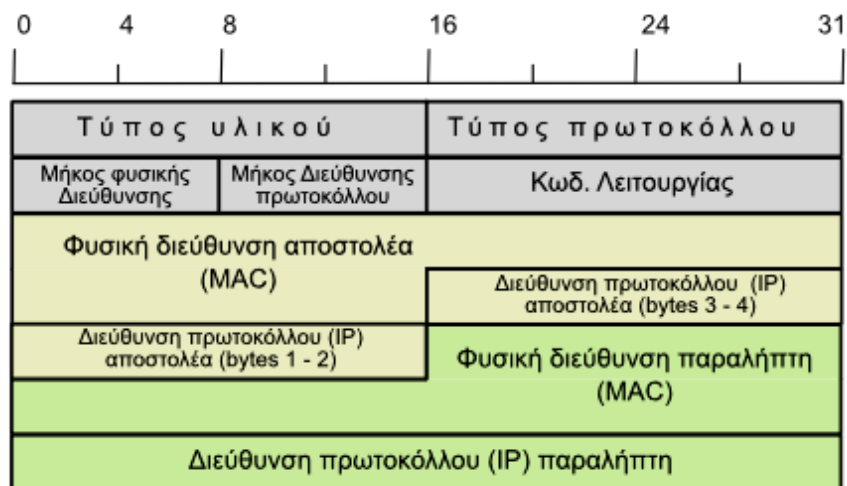 0 4 8 16 24 31
Τύπος υλικού
Τύπος πρωτοκόλλου
Μήκος φυσικής
Διεύθυνσης
Μήκος Διεύθυνσης
πρωτοκόλλου
Κωδ. Λειτουργίας
Φυσική διεύθυνση αποστολέα
(MAC)
Διεύθυνση πρωτοκόλλου (IP)
αποστολέα (bytes 3 - 4)
Διεύθυνση πρωτοκόλλου (IP)
αποστολέα (bytes 1 - 2)
Φυσική διεύθυνση παραλήπτη
(MAC)
Διεύθυνση πρωτοκόλλου (IP) παραλήπτη